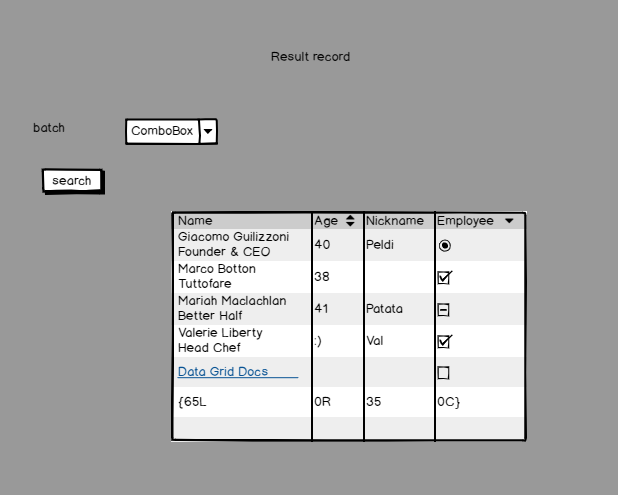 Result record
batch
ComboBox
search
Name Age Nickname Employee
Giacomo Guilizzoni
Founder & CEO 40 Peldi
Marco Botton
Tuttofare 38
Mariah Maclachlan
Better Half 41 Patata
Valerie Liberty
Head Chef :) Val
Data Grid Docs
{65L 0R 35 0C}